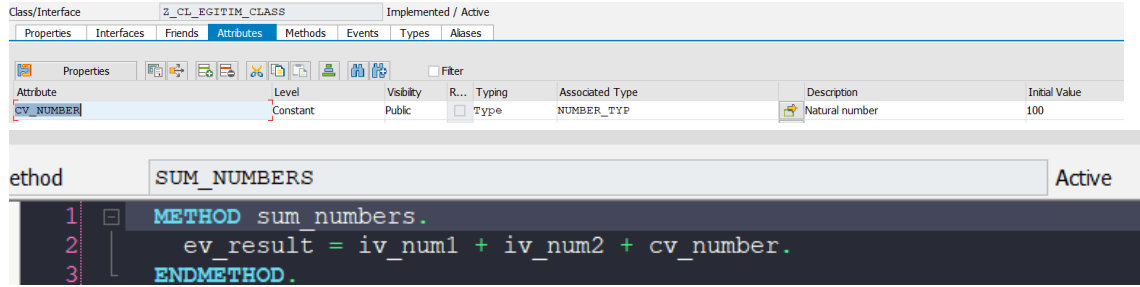 Class/Interface Z_CL_EGITIM_CLASS Implemented / Active
Properties Interfaces Friends Attributes Methods Events Types Aliases
Properties Filter
Attribute Level Visibility R... Typing Associated Type Description Initial Value
CV_NUMBER Constant Public Type NUMBER_TYP Natural number 100
ethod SUM_NUMBERS Active
1 METHOD sum_numbers.
2 ev_result = iv_num1 + iv_num2 + cv_number.
3 ENDMETHOD.